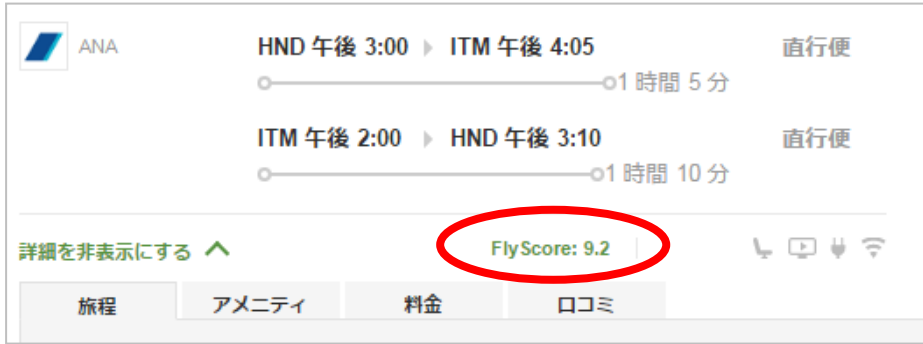 ANA HND 午後 3:00 ITM 午後 4:05 直行便
1 時間 5 分
ITM 午後 2:00 HND 午後 3:10 直行便
1 時間 10 分
詳細を非表示にする FlyScore: 9.2
旅程 アメニティ 料金 口コミ